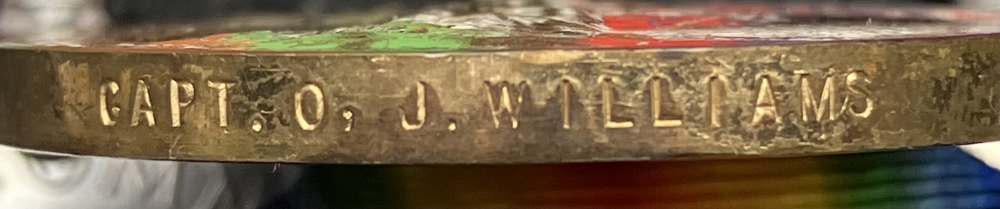 CAPT. O, J. WILLIAMS